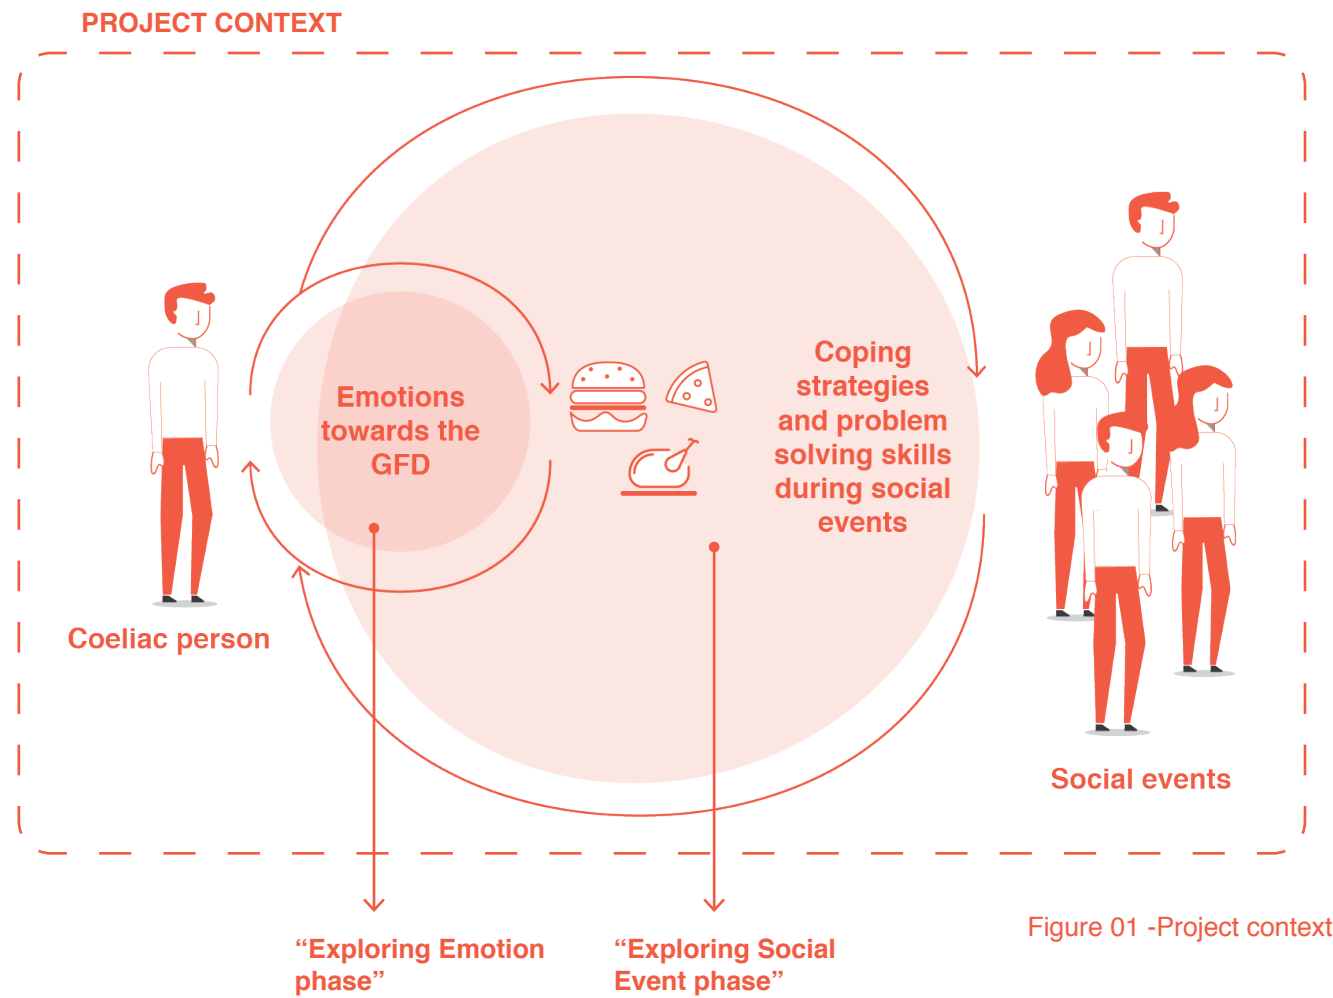 PROJECT CONTEXT
Emotions
towards the
GFD
Coping
strategies
and problem
solving skills
during social
events
Coeliac person
Social events
“Exploring Emotion
phase”
“Exploring Social
Event phase”
Figure 01 -Project context